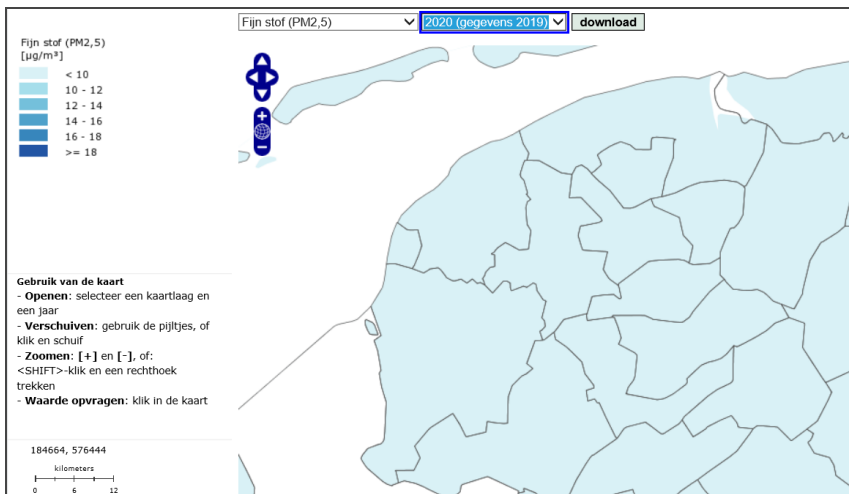 Fijn stof (PM2,5) 2020 (gegevens 2019) download
Fijn stof (PM2,5)
[µg/m³]
< 10
10 - 12
12 - 14
14 - 16
16 - 18
>= 18
Gebruik van de kaart
- Openen: selecteer een kaartlaag en
een jaar
- Verschuiven: gebruik de pijltjes, of
klik en schuif
- Zoomen: [+] en [-], of:
<SHIFT>-klik en een rechthoek
trekken
- Waarde opvragen: klik in de kaart
184664, 576444
kilometers
0 6 12